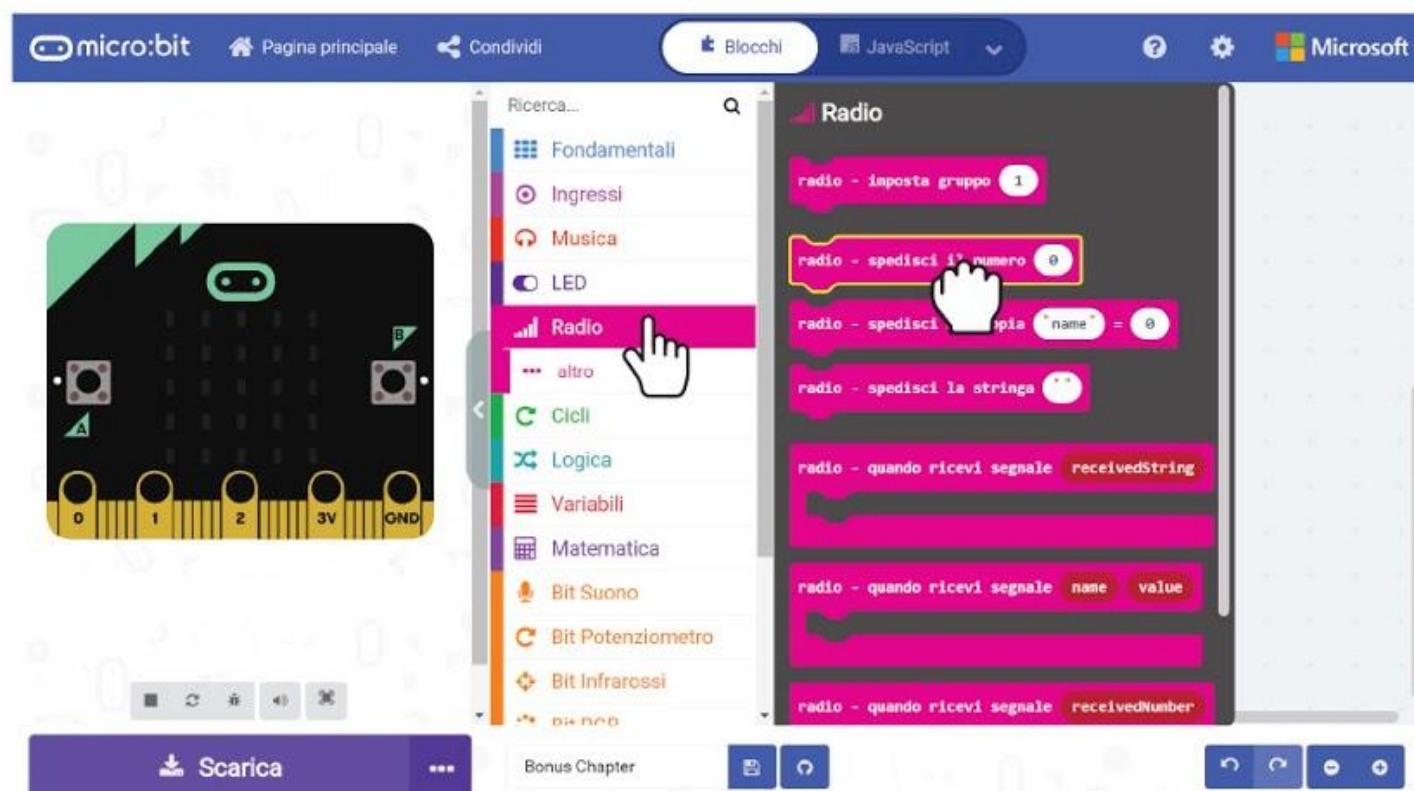 micro:bit
Pagina principale
Condividi
Blocchi
JavaScript
Microsoft
B
A
0
1
2
3V
GND
Scarica
Ricerca...
Fondamentali
Ingressi
Musica
LED
Radio
altro
Cicli
Logica
Variabili
Matematica
Bit Suono
Bit Potenziometro
Bit Infrarossi
Radio
radio - imposta gruppo 1
radio - spedisci il numero 0
radio - spedisci "name" = 0
radio - spedisci la stringa " "
radio - quando ricevi segnale receivedString
radio - quando ricevi segnale name value
radio - quando ricevi segnale receivedNumber
Bonus Chapter